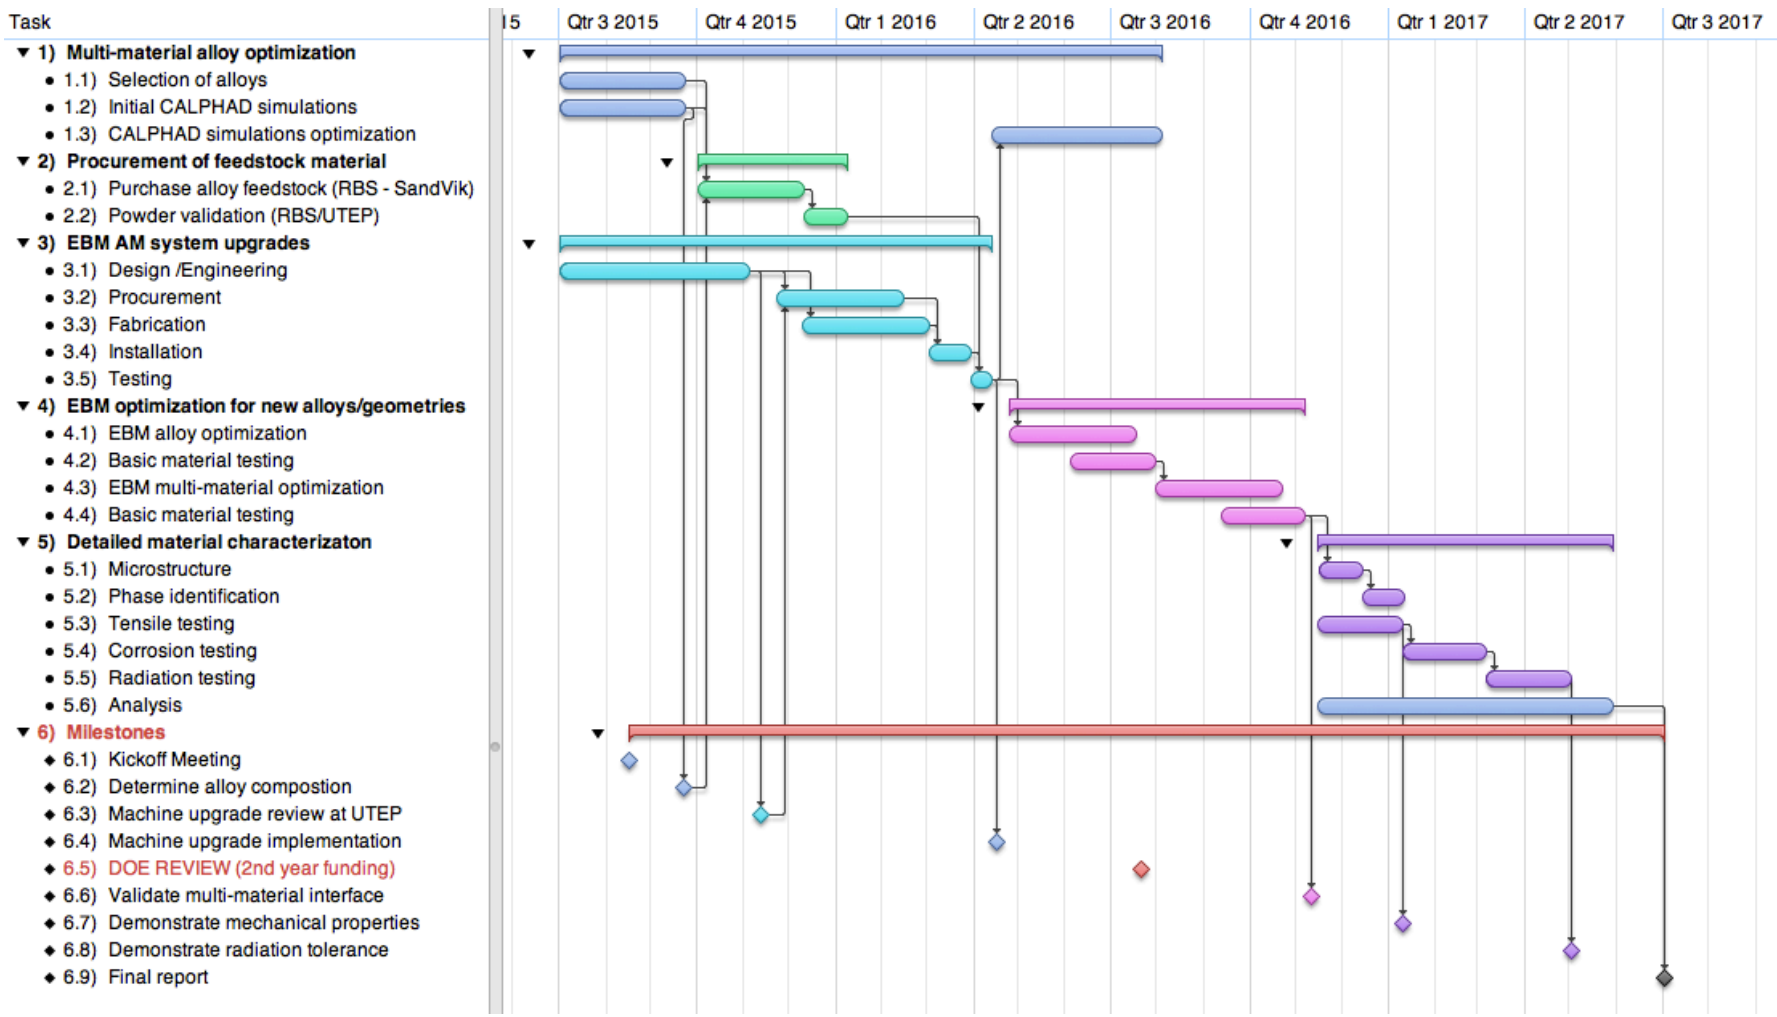 Task 15 Qtr 3 2015 Qtr 4 2015 Qtr 1 2016 Qtr 2 2016 Qtr 3 2016 Qtr 4 2016 Qtr 1 2017 Qtr 2 2017 Qtr 3 2017
1) Multi-material alloy optimization
1.1) Selection of alloys
1.2) Initial CALPHAD simulations
1.3) CALPHAD simulations optimization
2) Procurement of feedstock material
2.1) Purchase alloy feedstock (RBS - SandVik)
2.2) Powder validation (RBS/UTEP)
3) EBM AM system upgrades
3.1) Design /Engineering
3.2) Procurement
3.3) Fabrication
3.4) Installation
3.5) Testing
4) EBM optimization for new alloys/geometries
4.1) EBM alloy optimization
4.2) Basic material testing
4.3) EBM multi-material optimization
4.4) Basic material testing
5) Detailed material characterizaton
5.1) Microstructure
5.2) Phase identification
5.3) Tensile testing
5.4) Corrosion testing
5.5) Radiation testing
5.6) Analysis
6) Milestones
6.1) Kickoff Meeting
6.2) Determine alloy compostion
6.3) Machine upgrade review at UTEP
6.4) Machine upgrade implementation
6.5) DOE REVIEW (2nd year funding)
6.6) Validate multi-material interface
6.7) Demonstrate mechanical properties
6.8) Demonstrate radiation tolerance
6.9) Final report